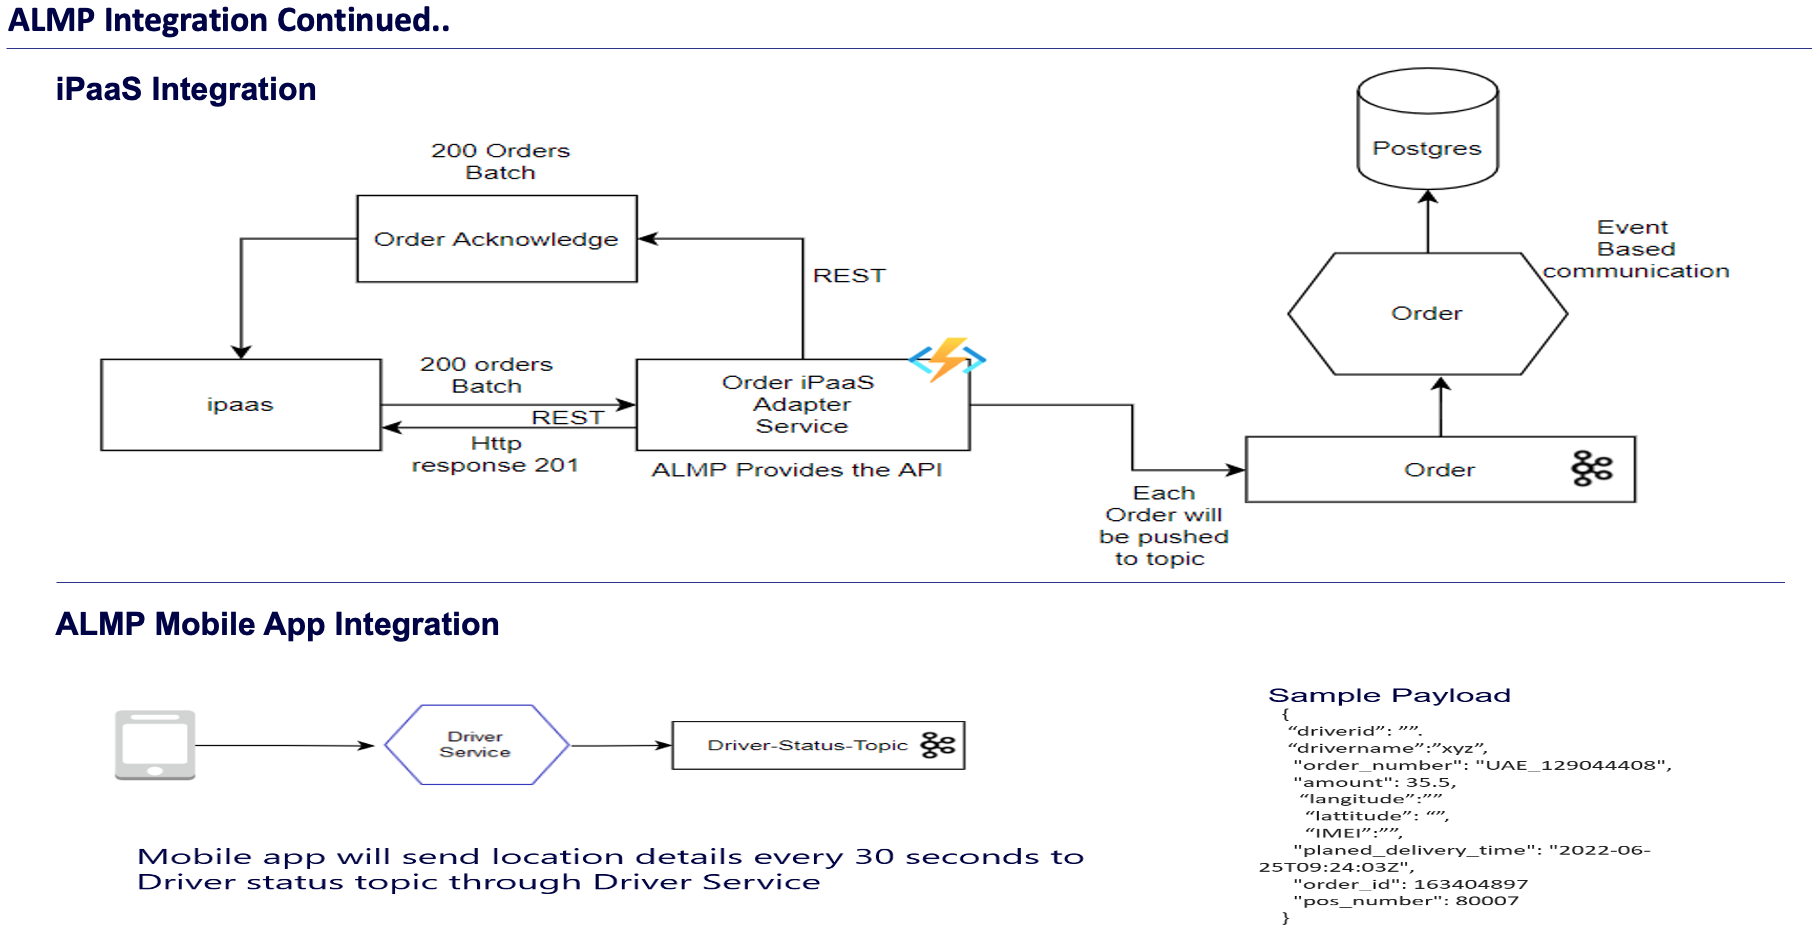 ALMP Integration Continued..
iPaaS Integration
200 Orders
Batch
Order Acknowledge
REST
ipaas
200 orders
Batch
REST
Http
response 201
Order iPaaS
Adapter
Service
ALMP Provides the API
Each
Order will
be pushed
to topic
Postgres
Event
Based
communication
Order
Order
ALMP Mobile App Integration
Driver
Service
Driver-Status-Topic
Mobile app will send location details every 30 seconds to
Driver status topic through Driver Service
Sample Payload
{
“driverid”: ””.
“drivername”:”xyz”,
"order_number": "UAE_129044408",
"amount": 35.5,
“langitude”:””
“lattitude”: “”,
“IMEI”:””,
"planed_delivery_time": "2022-06-
25T09:24:03Z",
"order_id": 163404897
"pos_number": 80007
}